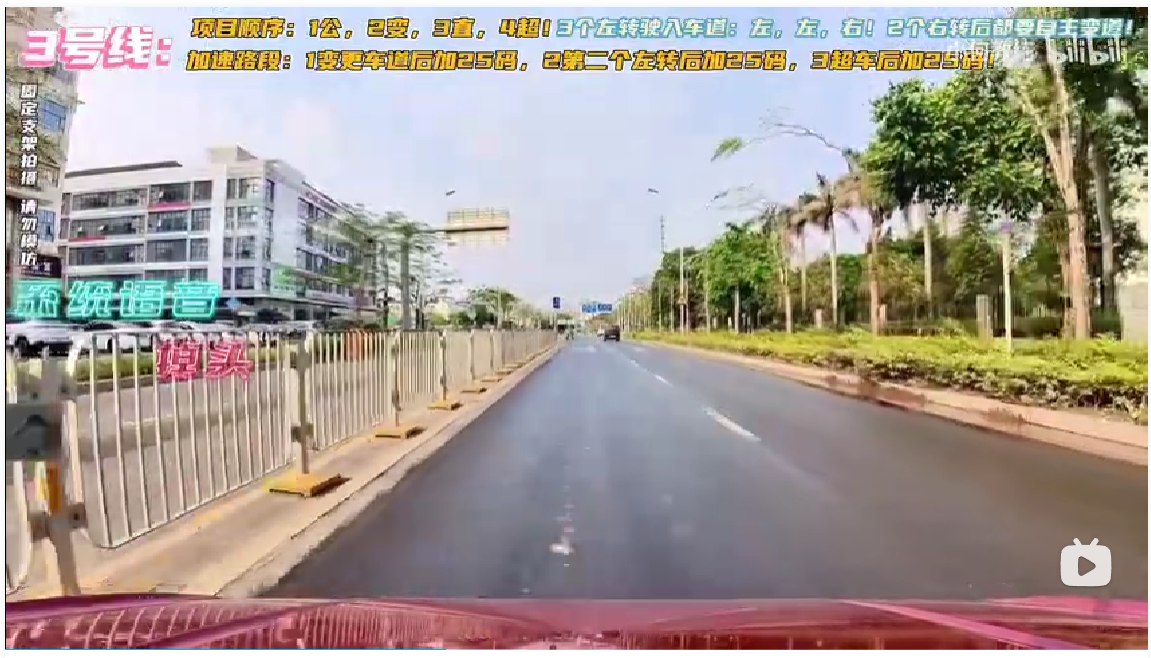 3号线：
项目顺序：1公，2变，3直，4超！3个左转驶入车道：左，左，右！2个右转后都要自主变道！
加速路段：1变更车道后加25码，2第二个左转后加25码，3超车后加25码！
bilibili
固定支架拍摄 请勿模仿
系统语音
掉头